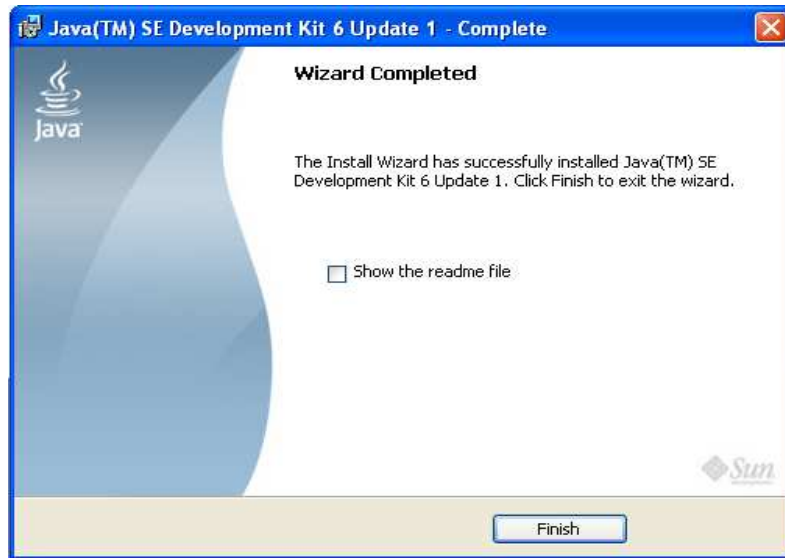 Java(TM) SE Development Kit 6 Update 1 - Complete
Java
Wizard Completed
The Install Wizard has successfully installed Java(TM) SE
Development Kit 6 Update 1. Click Finish to exit the wizard.
Show the readme file
Sun
Finish